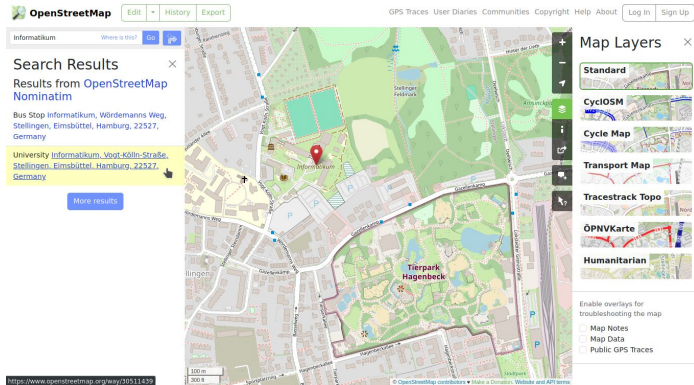 OpenStreetMap
Edit
History
Export
GPS Traces User Diaries Communities Copyright Help About
Log In
Sign Up
Informatikum
Where is this?
Go
Search Results
Results from OpenStreetMap
Nominatim
Bus Stop Informatikum, Wördemanns Weg,
Stellingen, Eimsbüttel, Hamburg, 22527,
Germany
University Informatikum, Vogt-Kölln-Straße,
Stellingen, Eimsbüttel, Hamburg, 22527,
Germany
More results
https://www.openstreetmap.org/way/30511439
Stellinger
Feldmark
Informatikum
Gazellenkamp
Gazellenkamp
Gazellenkamp
Tierpark
Hagenbeck
llingen
Hagenbeckallee
100 m
300 ft
© OpenStreetMap contributors ♥ Make a Donation. Website and API terms
Map Layers
Standard
CyclOSM
Cycle Map
Transport Map
Tracestrack Topo
ÖPNVKarte
Humanitarian
Enable overlays for
troubleshooting the map
Map Notes
Map Data
Public GPS Traces